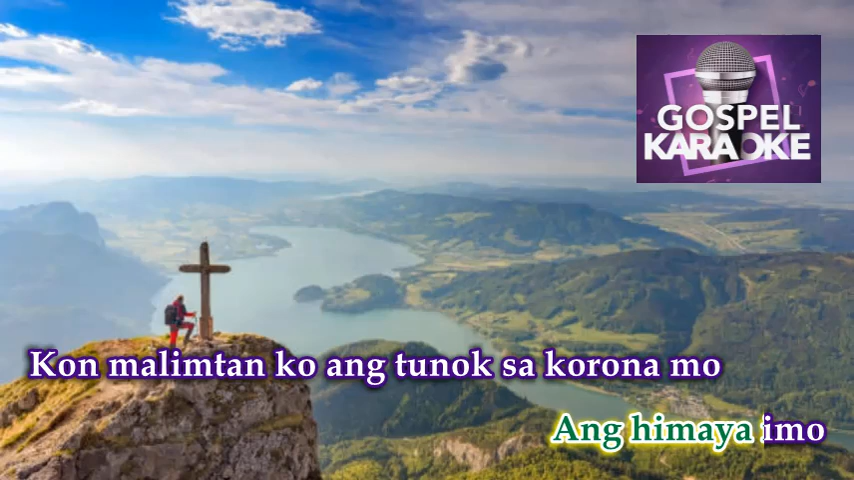 GOSPEL
KARAOKE
Kon malimtan ko ang tunok sa korona mo
Ang himaya imo